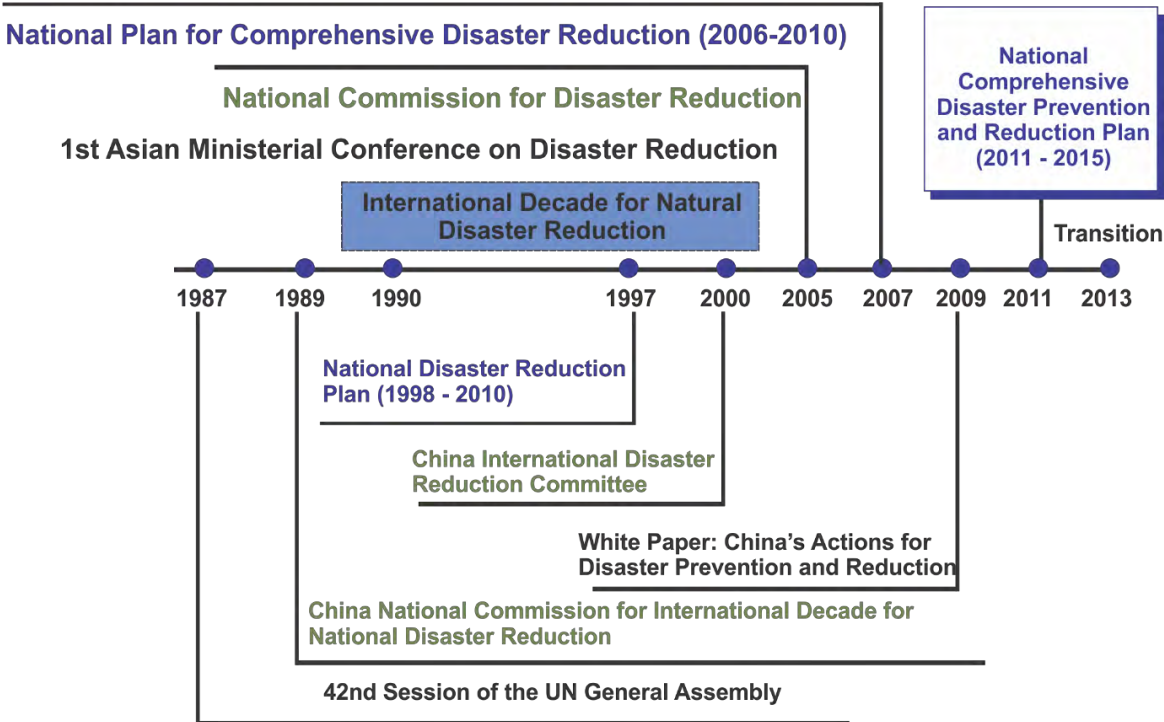 National Plan for Comprehensive Disaster Reduction (2006-2010)
National Commission for Disaster Reduction
1st Asian Ministerial Conference on Disaster Reduction
International Decade for Natural
Disaster Reduction
National
Comprehensive
Disaster Prevention
and Reduction Plan
(2011 - 2015)
Transition
1987 1989 1990 1997 2000 2005 2007 2009 2011 2013
National Disaster Reduction
Plan (1998 - 2010)
China International Disaster
Reduction Committee
White Paper: China's Actions for
Disaster Prevention and Reduction
China National Commission for International Decade for
National Disaster Reduction
42nd Session of the UN General Assembly